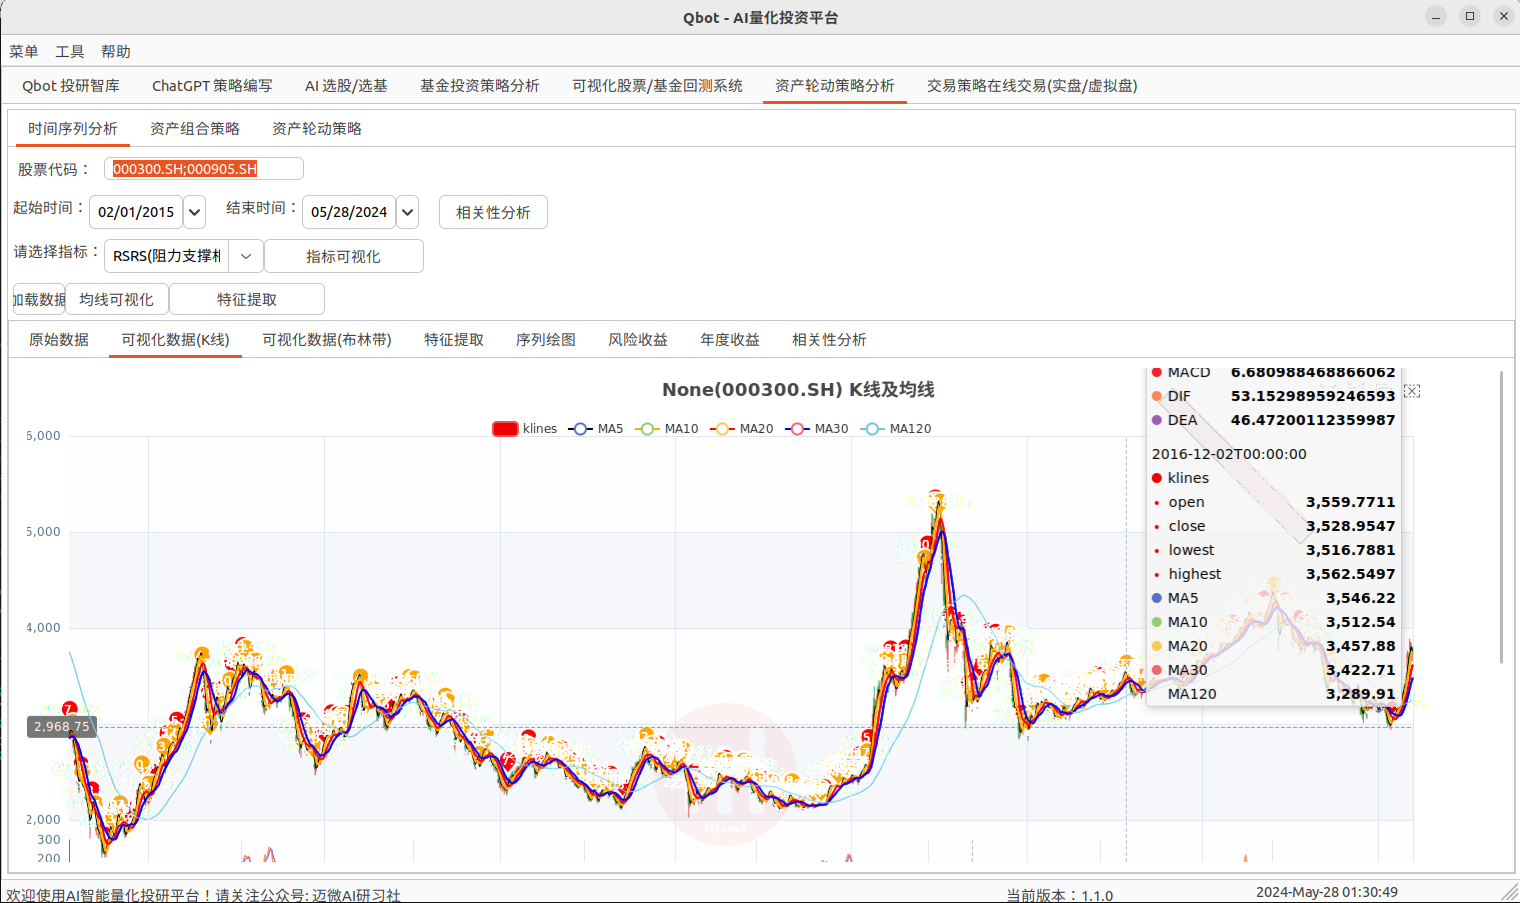 Qbot - AI量化投资平台
菜单 工具 帮助
Qbot 投研智库 ChatGPT 策略编写 AI 选股/选基 基金投资策略分析 可视化股票/基金回测系统 资产轮动策略分析 交易策略在线交易(实盘/虚拟盘)
时间序列分析 资产组合策略 资产轮动策略
股票代码： 000300.SH;000905.SH
起始时间： 02/01/2015 结束时间： 05/28/2024 相关性分析
请选择指标： RSRS(阻力支撑相 指标可视化
加载数据 均线可视化 特征提取
原始数据 可视化数据(K线) 可视化数据(布林带) 特征提取 序列绘图 风险收益 年度收益 相关性分析
None(000300.SH) K线及均线
klines MA5 MA10 MA20 MA30 MA120
6,000
5,000
4,000
2,968.75
2,000
300
200
MACD 6.680988468866062
DIF 53.15298959246593
DEA 46.47200112359987
2016-12-02T00:00:00
klines
open 3,559.7711
close 3,528.9547
lowest 3,516.7881
highest 3,562.5497
MA5 3,546.22
MA10 3,512.54
MA20 3,457.88
MA30 3,422.71
MA120 3,289.91
UFund
欢迎使用AI智能量化投研平台！请关注公众号: 迈微AI研习社 当前版本：1.1.0 2024-May-28 01:30:49